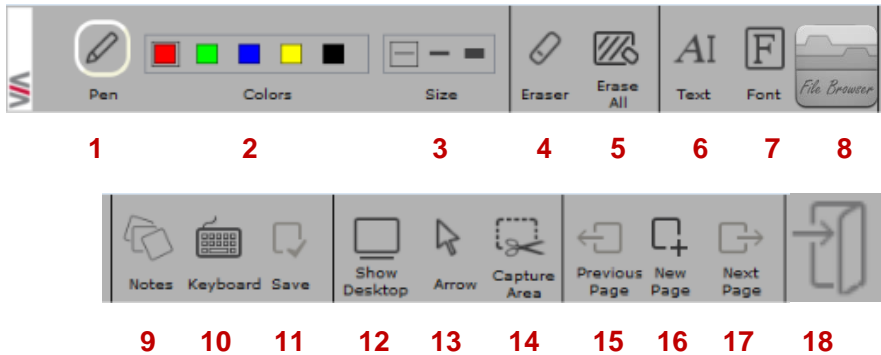 Pen Colors Size Eraser Erase All AI Text F Font File Browser
1 2 3 4 5 6 7 8
Notes Keyboard Save Show Desktop Arrow Capture Area Previous Page New Page Next Page
9 10 11 12 13 14 15 16 17 18